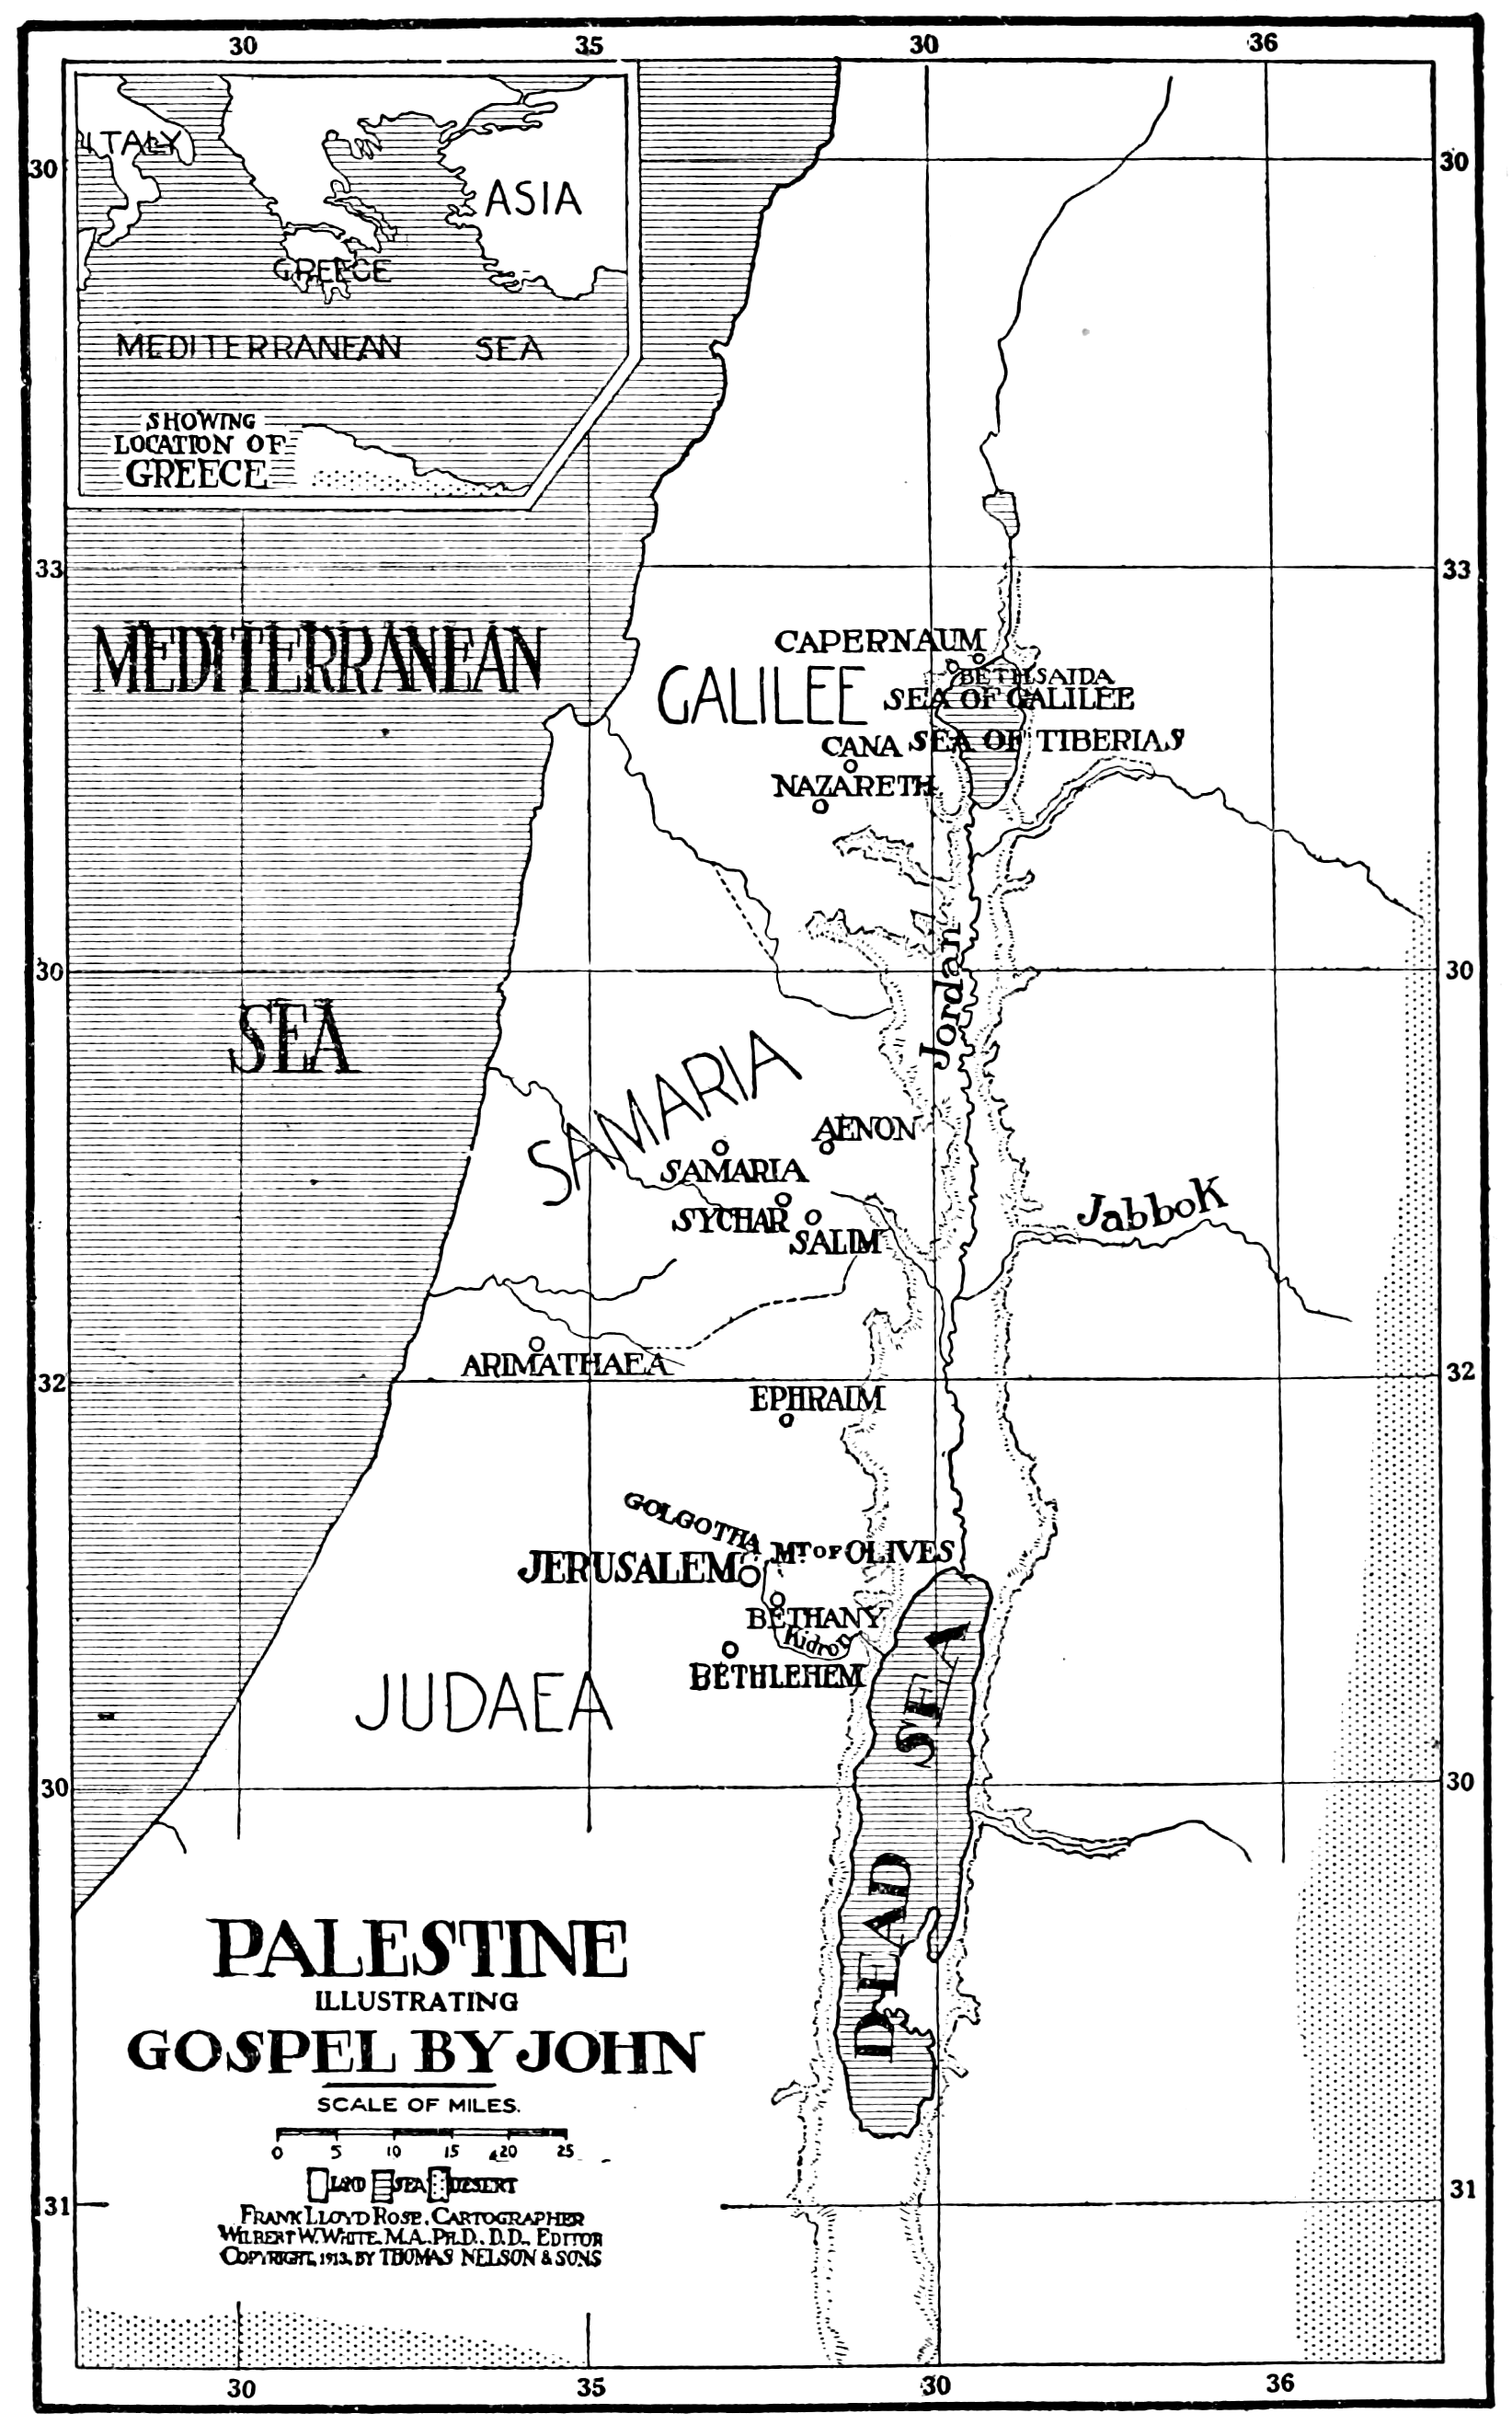 30 35 30 36
ITALY
ASIA
GREECE
MEDITERRANEAN SEA
SHOWING
LOCATION OF
GREECE
30 30
33 33
MEDITERRANEAN
SEA
CAPERNAUM
BETHSAIDA
GALILEE
SEA OF GALILEE
CANA
SEA OF TIBERIAS
NAZARETH
30 30
Jordan
SAMARIA
AENON
SAMARIA
SYCHAR
SALIM
Jabbok
ARIMATHAEA
32 32
EPHRAIM
GOLGOTHA
JERUSALEM
MT OF OLIVES
BETHANY
Kidron
BETHLEHEM
JUDAEA
DEAD SEA
30 30
PALESTINE
ILLUSTRATING
GOSPEL BY JOHN
SCALE OF MILES.
0 5 10 15 20 25
LAND SEA DESERT
FRANK LLOYD ROSE, CARTOGRAPHER
WILBERT W. WHITE, M.A., PH.D., D.D., EDITOR
COPYRIGHT, 1913, BY THOMAS NELSON & SONS
31 31
30 35 30 36